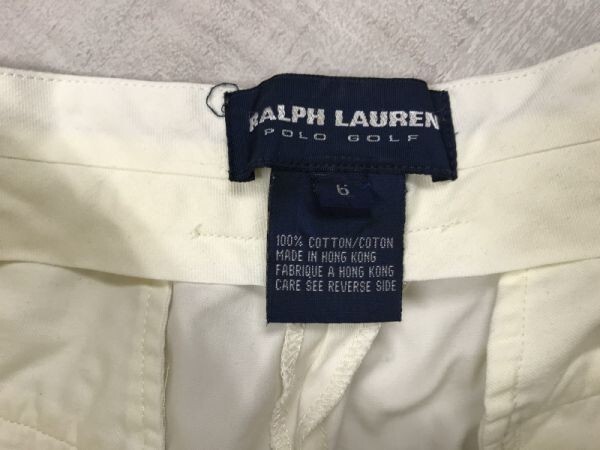 RALPH LAUREN
POLO GOLF
6
100% COTTON/COTON
MADE IN HONG KONG
FABRIQUE A HONG KONG
CARE SEE REVERSE SIDE